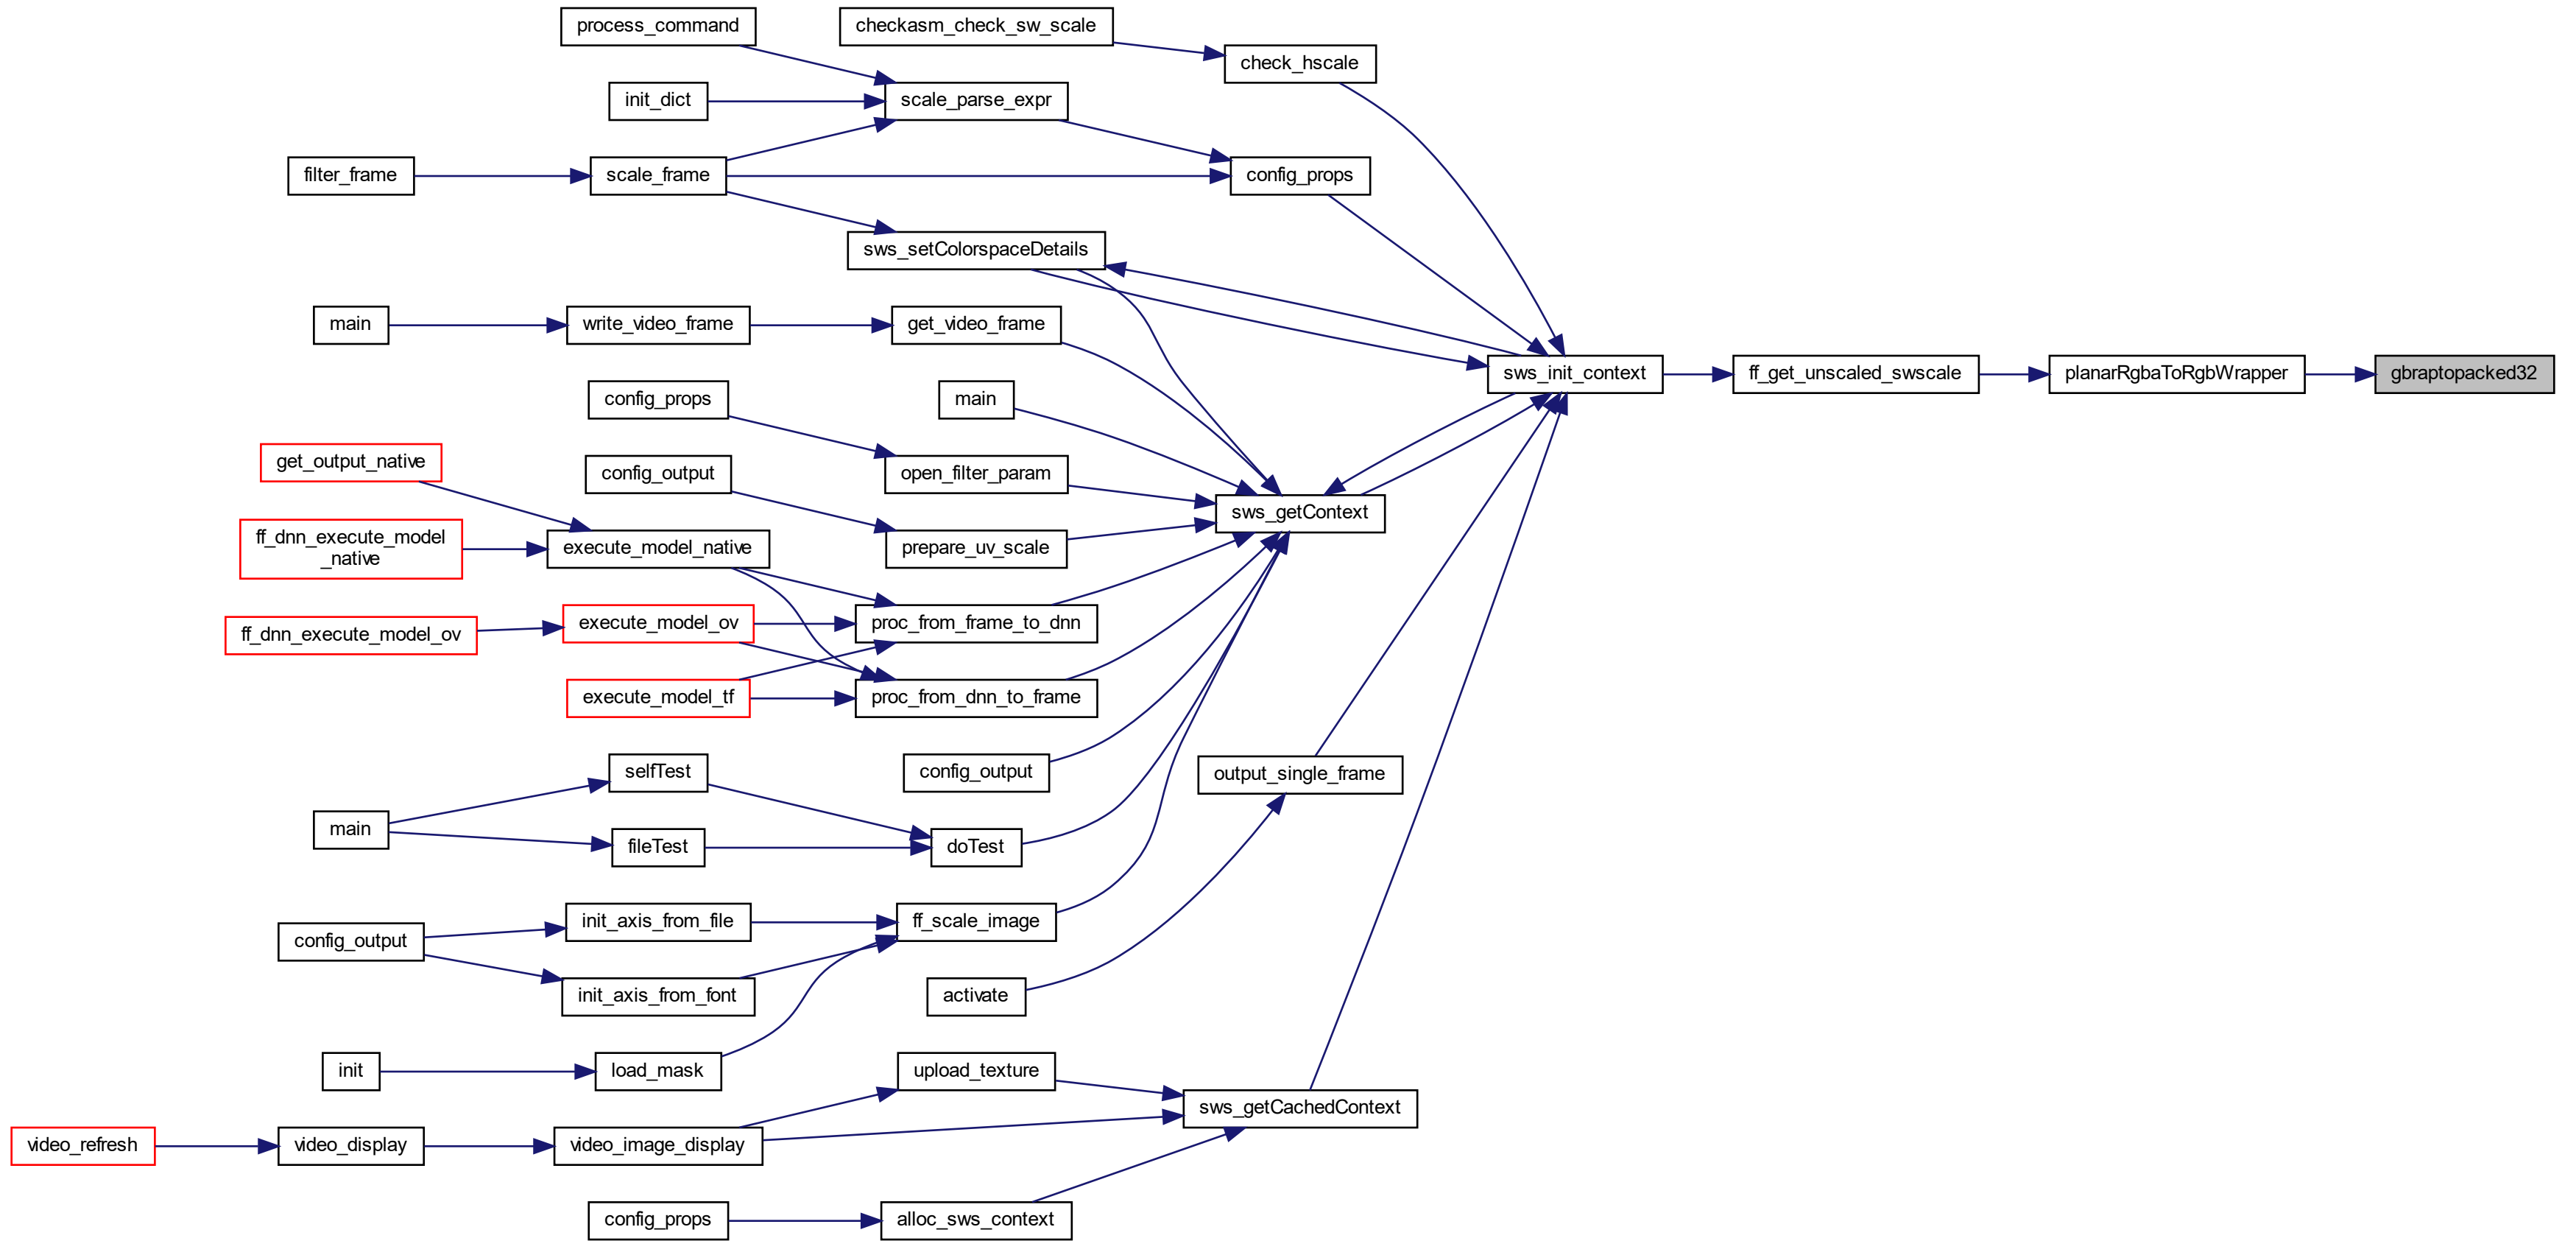 process_command
checkasm_check_sw_scale
check_hscale
init_dict
scale_parse_expr
filter_frame
scale_frame
config_props
sws_setColorspaceDetails
main
write_video_frame
get_video_frame
sws_init_context
ff_get_unscaled_swscale
planarRgbaToRgbWrapper
gbraptopacked32
config_props
main
get_output_native
config_output
open_filter_param
sws_getContext
ff_dnn_execute_model
_native
execute_model_native
prepare_uv_scale
ff_dnn_execute_model_ov
execute_model_ov
proc_from_frame_to_dnn
execute_model_tf
proc_from_dnn_to_frame
selfTest
config_output
output_single_frame
main
fileTest
doTest
config_output
init_axis_from_file
ff_scale_image
init_axis_from_font
activate
init
load_mask
upload_texture
sws_getCachedContext
video_refresh
video_display
video_image_display
config_props
alloc_sws_context